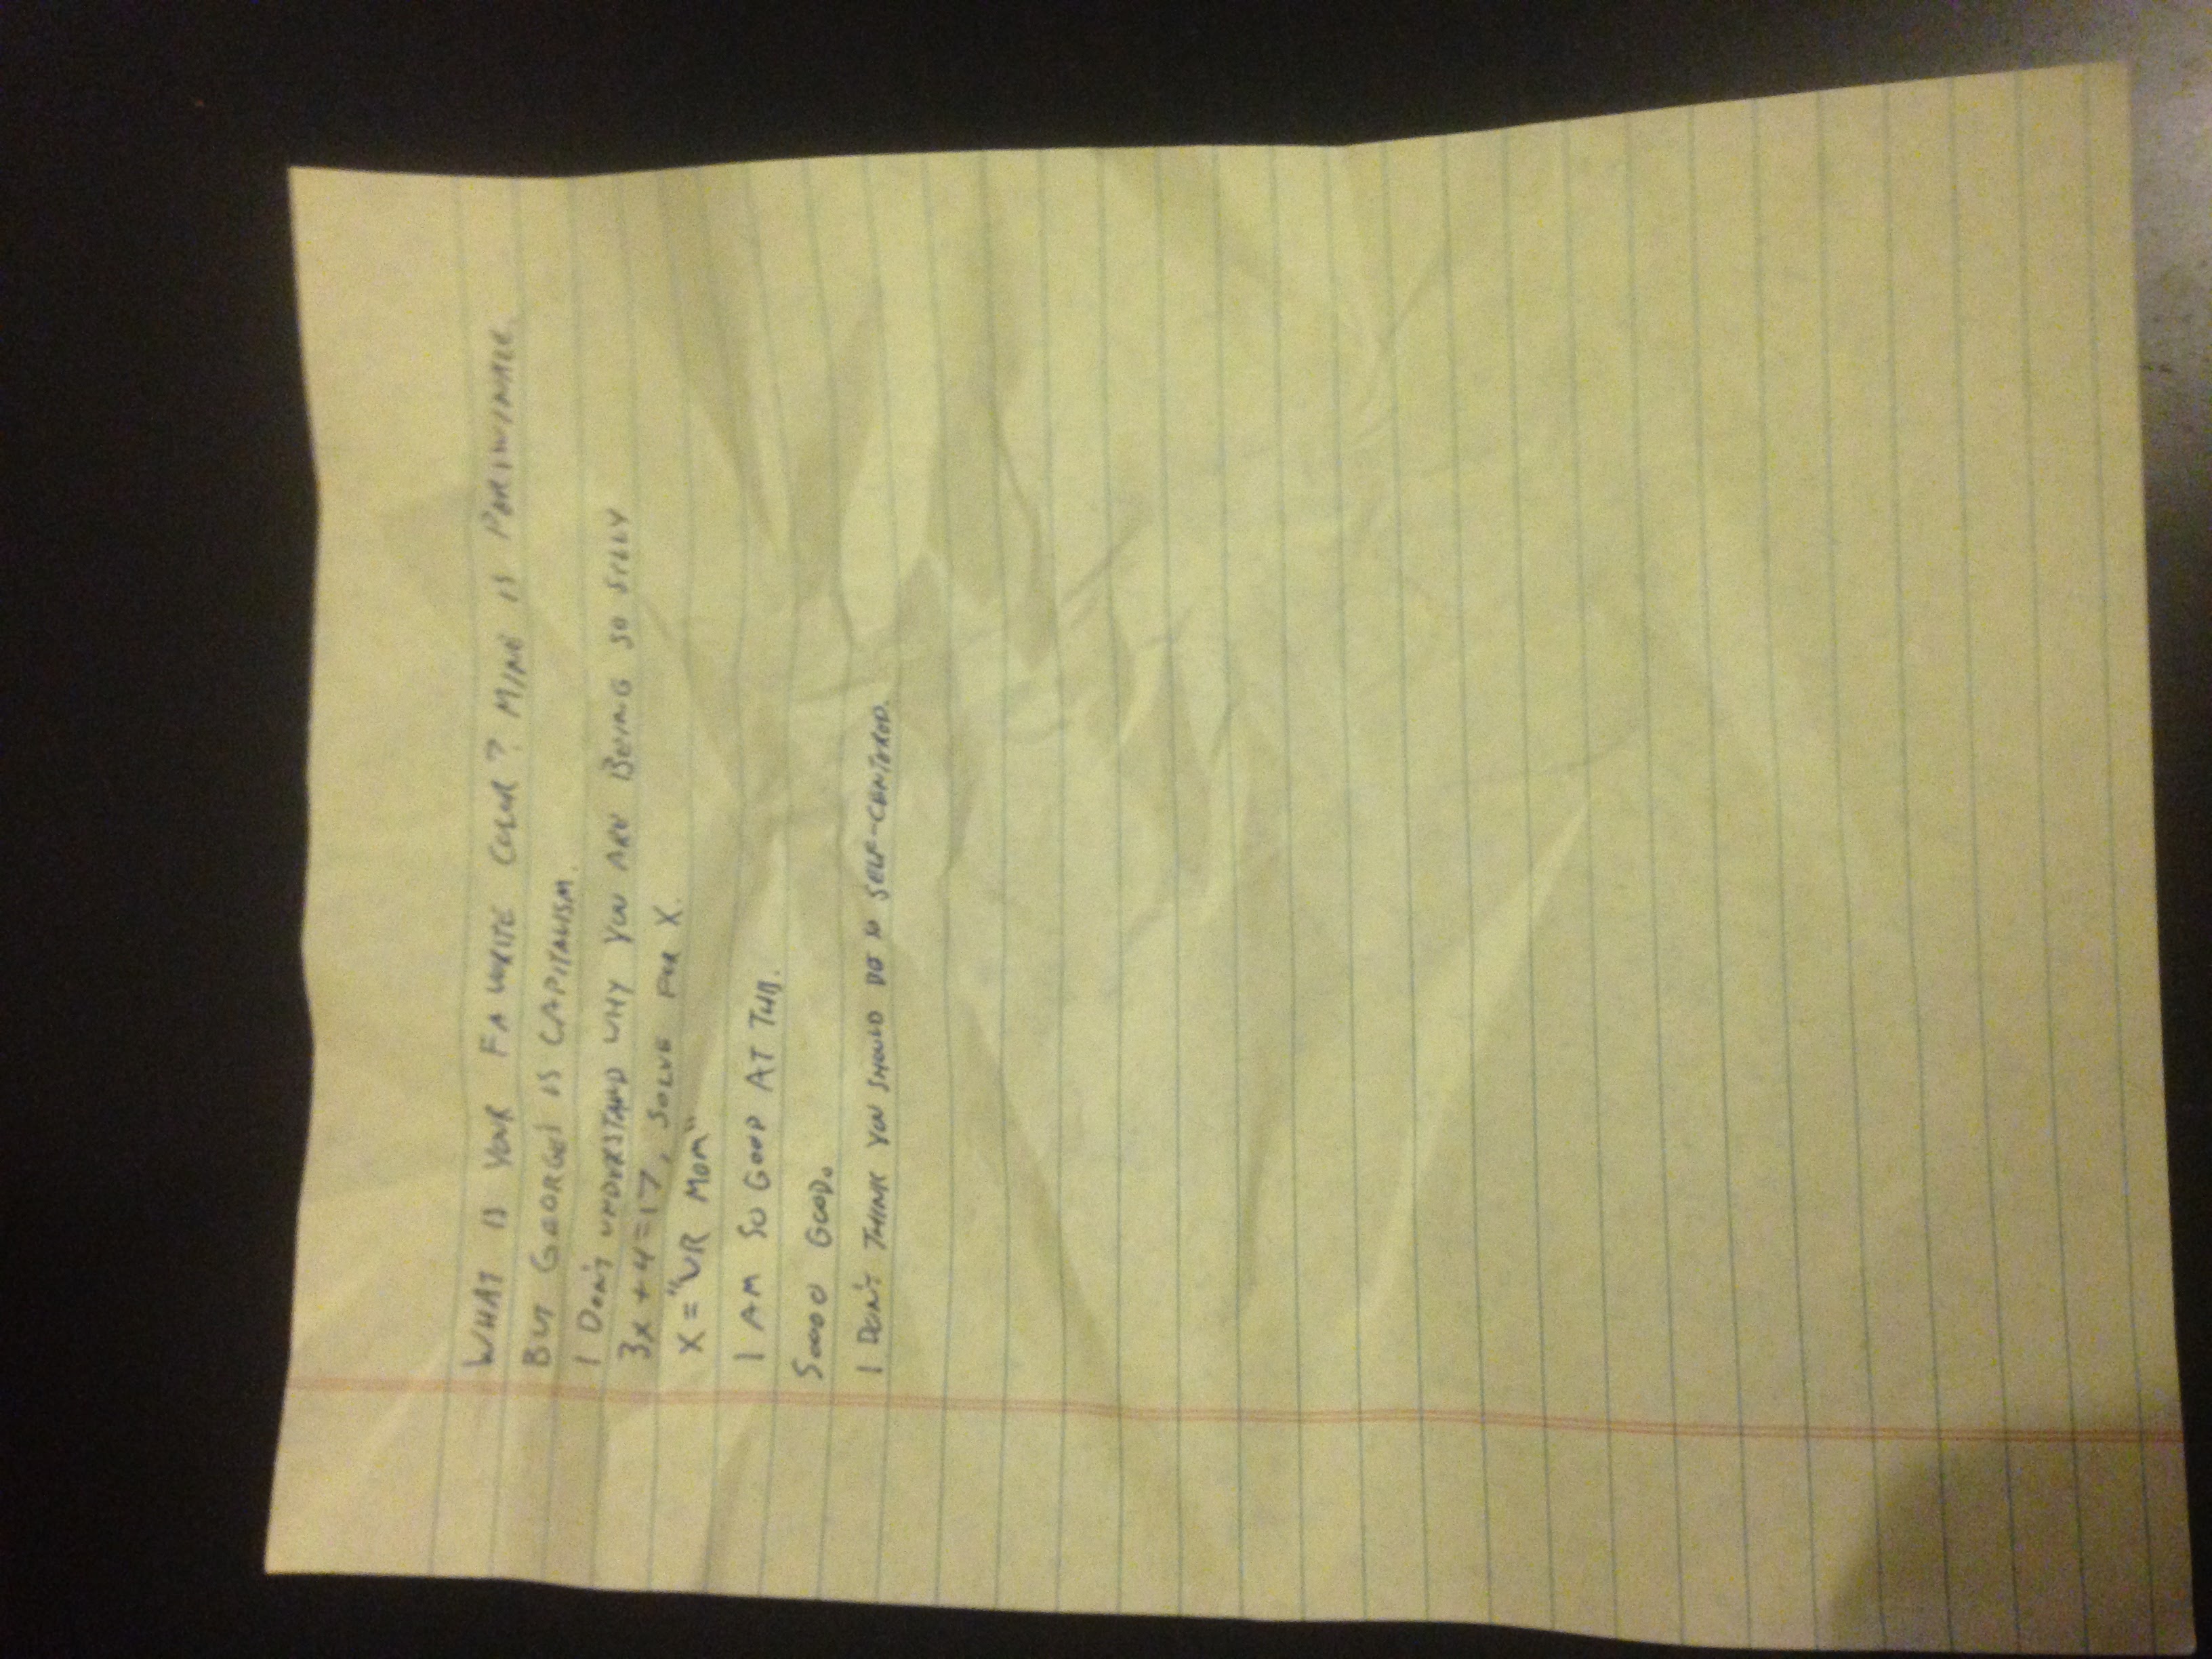 WHAT IS YOUR FAVORITE COLOR? MINE IS PERIWINKLE.
BUT GEORGE'S IS CAPITALISM.
I DON'T UNDERSTAND WHY YOU ARE BEING SO SILLY
3x+4=17, SOLVE FOR X.
X="UR MOM"
I AM SO GOOD AT THIS.
SOOOO GOOD.
I DON'T THINK YOU SHOULD BE SO SELF-CENTERED.